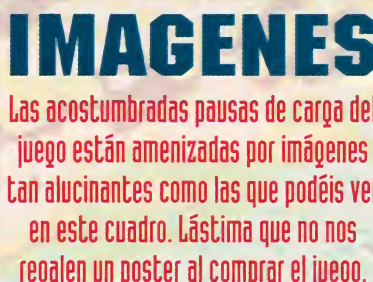 IMAGENES
Las acostumbradas pausas de carga del
juego están amenizadas por imágenes
tan alucinantes como las que podéis ver
en este cuadro. Lástima que no nos
regalen un poster al comprar el juego.